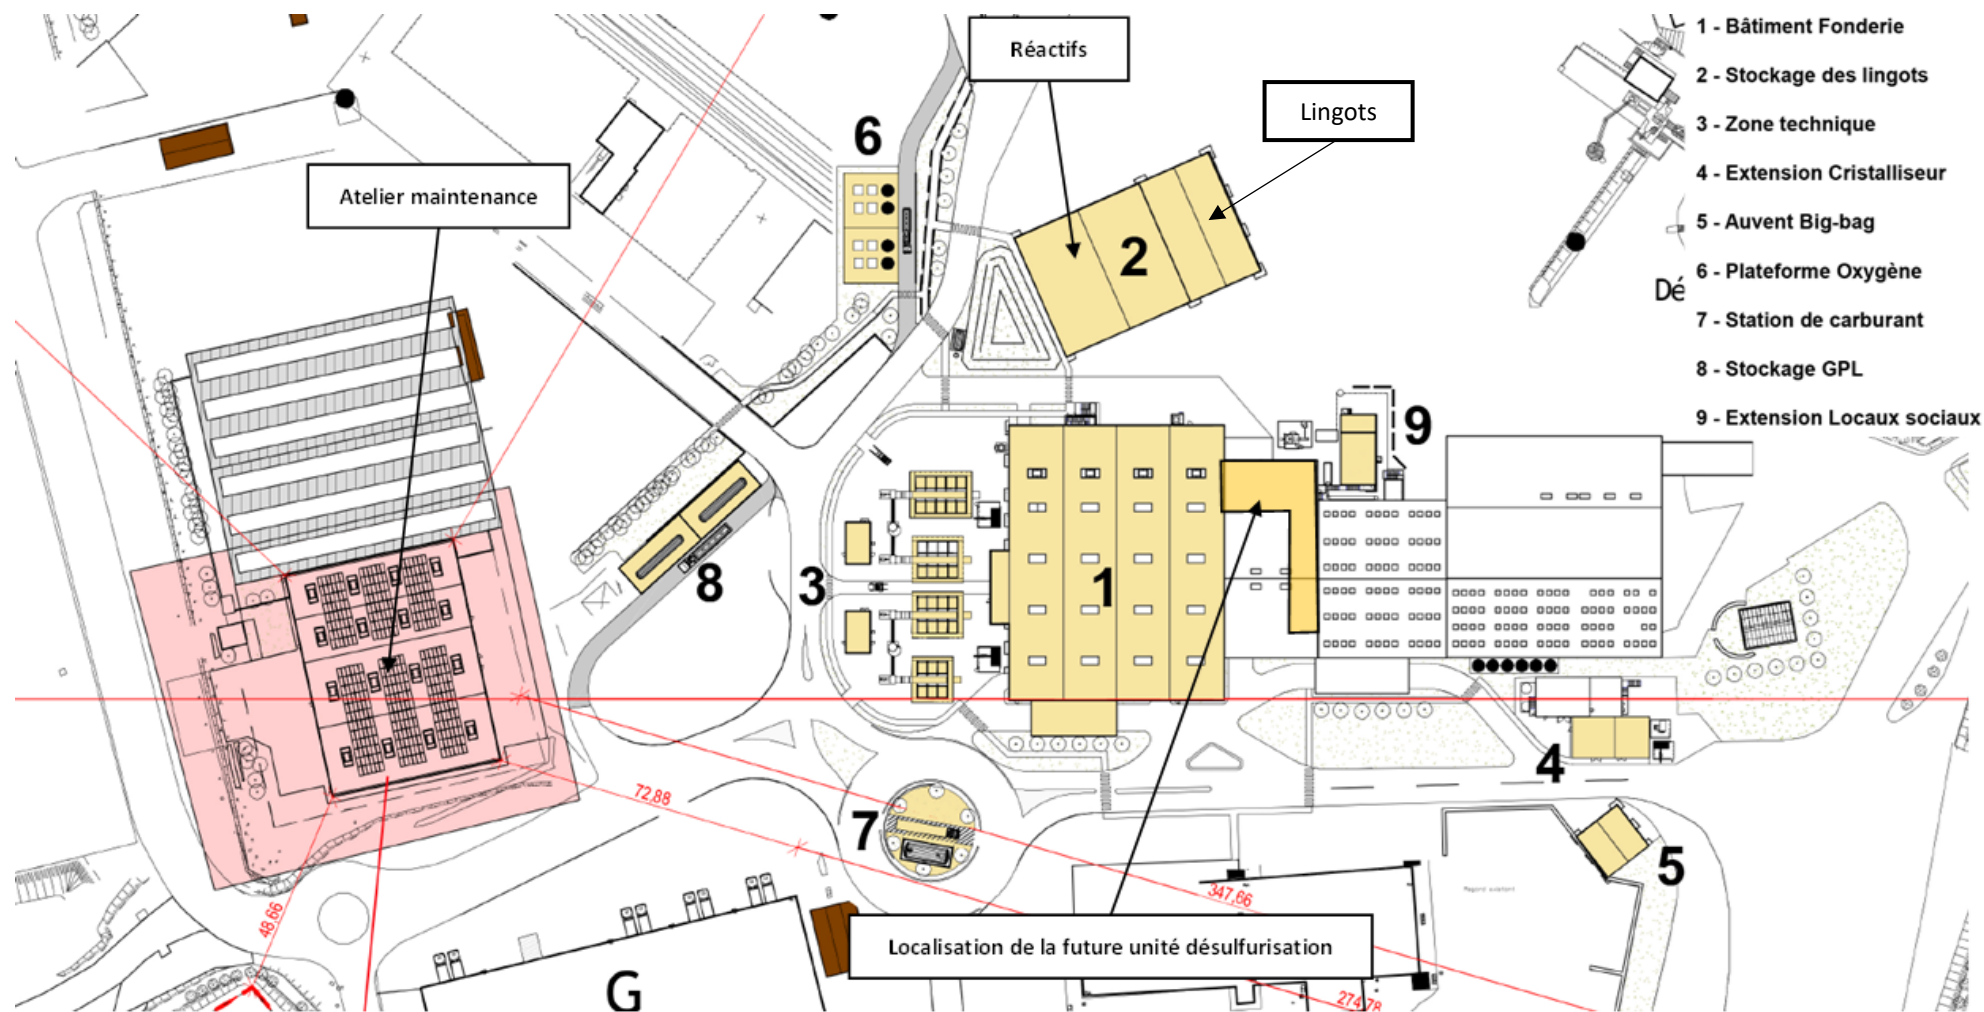 Réactifs
Lingots
Atelier maintenance
1 - Bâtiment Fonderie
2 - Stockage des lingots
3 - Zone technique
4 - Extension Cristalliseur
5 - Auvent Big-bag
6 - Plateforme Oxygène
7 - Station de carburant
8 - Stockage GPL
9 - Extension Locaux sociaux
Dé
6
2
9
1
3
8
4
7
5
72,88
48,66
347,66
274,78
Regard existant
Localisation de la future unité désulfurisation
G